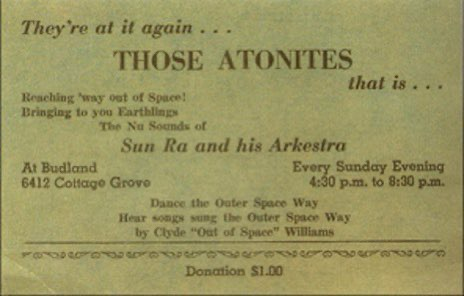 They're at it again . . .
THOSE ATONITES
that is . . .
Reaching 'way out of Space!
Bringing to you Earthlings
The Nu Sounds of
Sun Ra and his Arkestra
At Budland
6412 Cottage Grove
Every Sunday Evening
4:30 p.m. to 8:30 p.m.
Dance the Outer Space Way
Hear songs sung the Outer Space Way
by Clyde "Out of Space" Williams
Donation $1.00